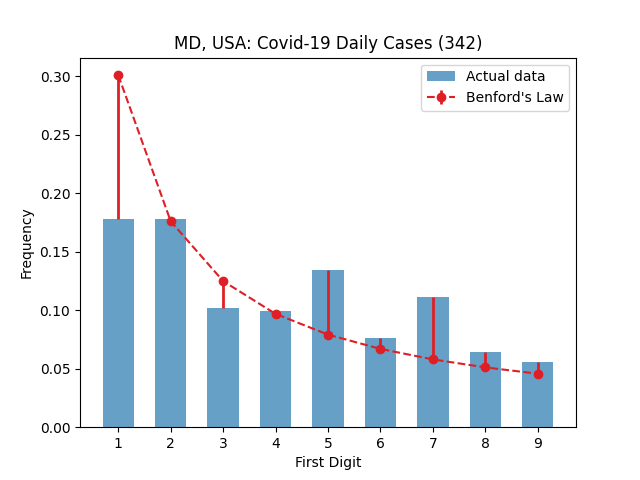 MD, USA: Covid-19 Daily Cases (342)
Actual data
Benford's Law
Frequency
0.30
0.25
0.20
0.15
0.10
0.05
0.00
1 2 3 4 5 6 7 8 9
First Digit